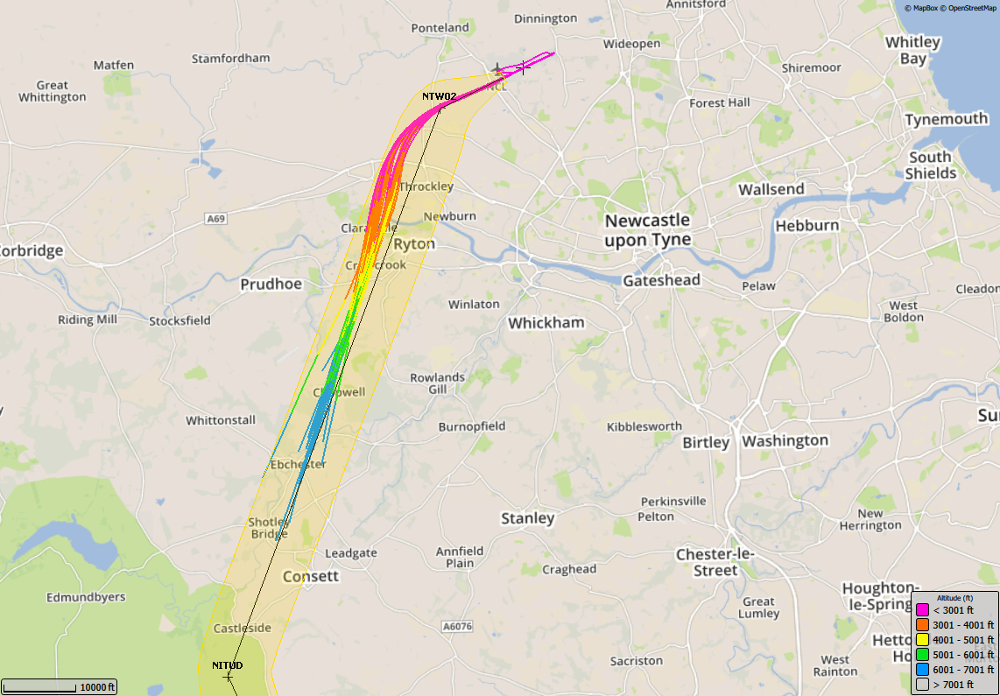 © MapBox © OpenStreetMap
Annitsford
Dinnington
Ponteland
Wideopen
Whitley
Bay
Stamfordham
Matfen
Shiremoor
Great
Whittington
NCL
NTW02
Forest Hall
Tynemouth
South
Shields
Throckley
Wallsend
Newburn
A69
Newcastle
upon Tyne
Hebburn
Ryton
Corbridge
Prudhoe
Gateshead
Pelaw
Cleadon
Winlaton
West
Boldon
Riding Mill
Stocksfield
Whickham
Rowlands
Gill
Chopwell
Whittonstall
Burnopfield
Kibblesworth
Birtley
Washington
Ebchester
Perkinsville
Pelton
Stanley
New
Herrington
Shotley
Bridge
Leadgate
Annfield
Plain
Craghead
Chester-le-
Street
Consett
Houghton-
le-Spring
Edmundbyers
Great
Lumley
Castleside
A6076
Sacriston
West
Rainton
NITUD
10000 ft
Altitude (ft)
< 3001 ft
3001 - 4001 ft
4001 - 5001 ft
5001 - 6001 ft
6001 - 7001 ft
> 7001 ft